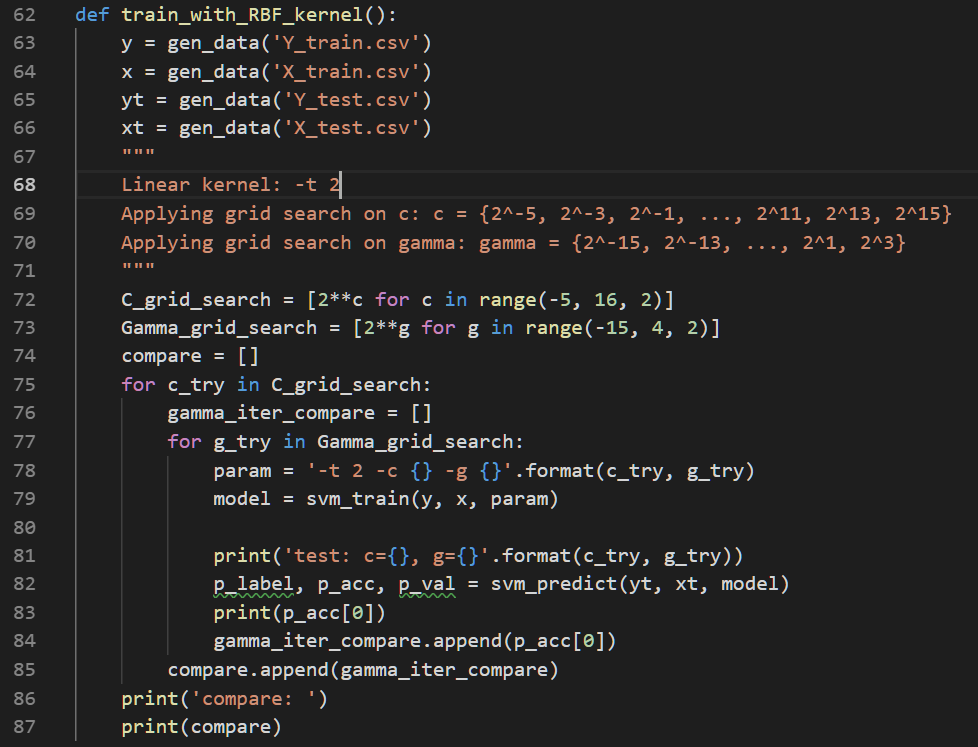 62 def train_with_RBF_kernel():
63     y = gen_data('Y_train.csv')
64     x = gen_data('X_train.csv')
65     yt = gen_data('Y_test.csv')
66     xt = gen_data('X_test.csv')
67     """
68     Linear kernel: -t 2
69     Applying grid search on c: c = {2^-5, 2^-3, 2^-1, ..., 2^11, 2^13, 2^15}
70     Applying grid search on gamma: gamma = {2^-15, 2^-13, ..., 2^1, 2^3}
71     """
72     C_grid_search = [2**c for c in range(-5, 16, 2)]
73     Gamma_grid_search = [2**g for g in range(-15, 4, 2)]
74     compare = []
75     for c_try in C_grid_search:
76         gamma_iter_compare = []
77         for g_try in Gamma_grid_search:
78             param = '-t 2 -c {} -g {}'.format(c_try, g_try)
79             model = svm_train(y, x, param)
80
81             print('test: c={}, g={}'.format(c_try, g_try))
82             p_label, p_acc, p_val = svm_predict(yt, xt, model)
83             print(p_acc[0])
84             gamma_iter_compare.append(p_acc[0])
85         compare.append(gamma_iter_compare)
86     print('compare: ')
87     print(compare)